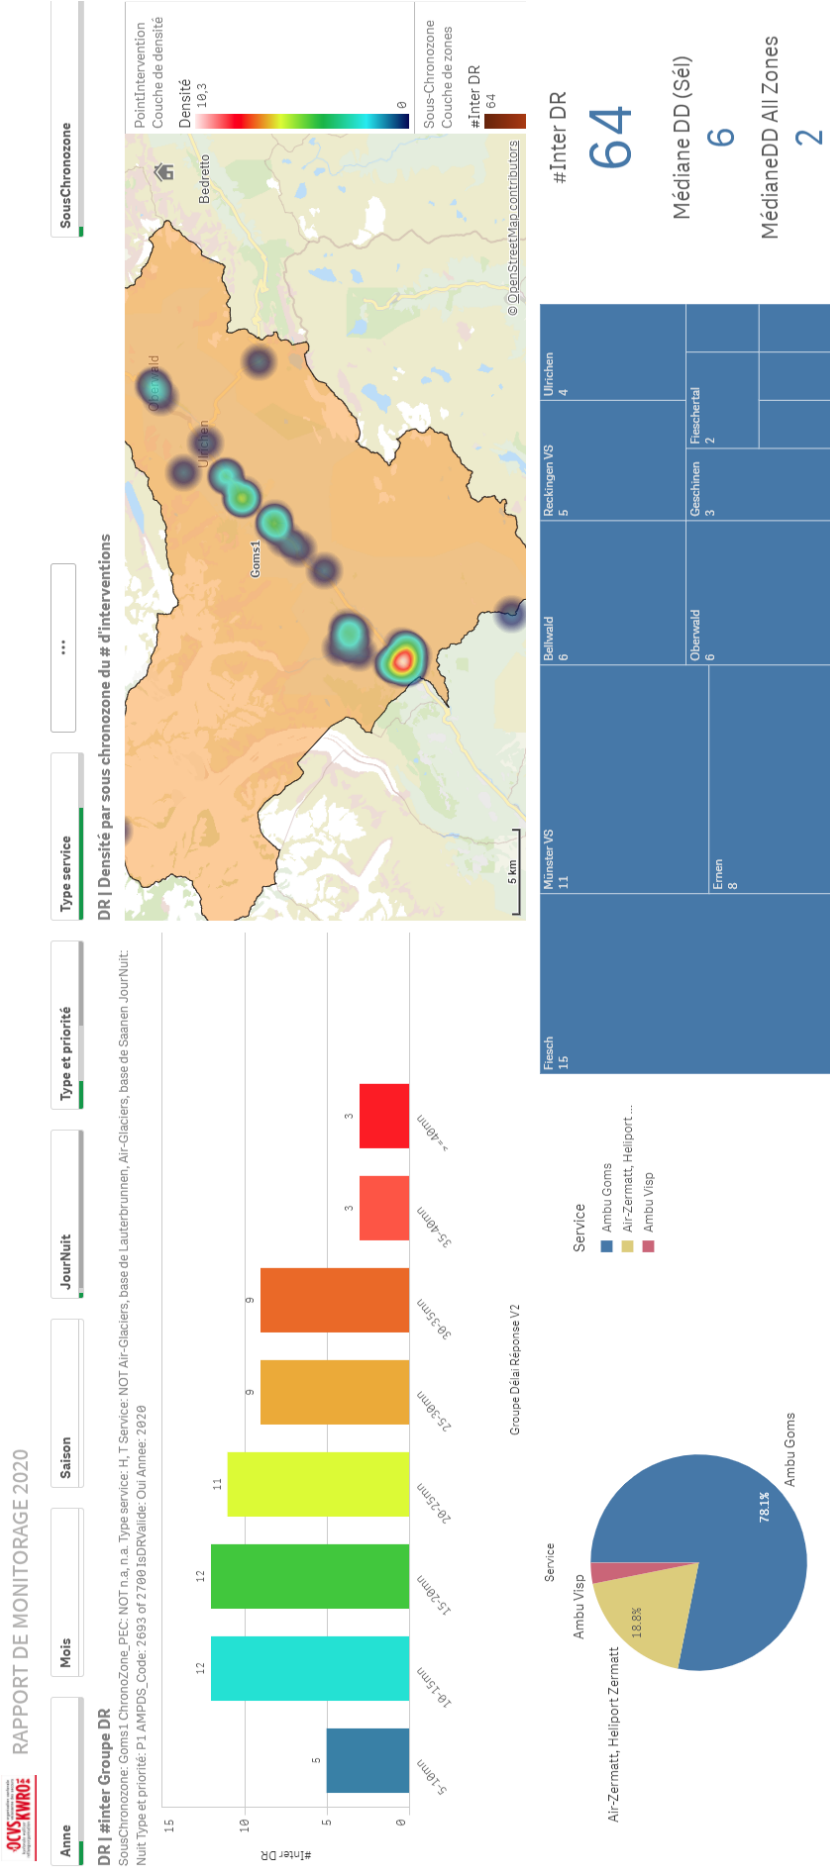 OCVS
KWRO
RAPPORT DE MONITORAGE 2020
Anne
Mois
Saison
JourNuit
Type et priorité
Type service
...
SousChronozone
DR | #inter Groupe DR
SousChronozone: Goms1 ChronoZone_PEC: NOT n.a, n.a. Type service: H, T Service: NOT Air-Glaciers, base de Lauterbrunnen, Air-Glaciers, base de Saanen JourNuit:
Nuit Type et priorité: P1 AMPDS_Code: 2693 of 2700 IsDRValide: Oui Annee: 2020
#Inter DR
15
10
5
0
5
12
12
11
9
9
3
3
5-10mn
10-15mn
15-20mn
20-25mn
25-30mn
30-35mn
35-40mn
>=40mn
Groupe Délai Réponse V2
DR | Densité par sous chronozone du # d'interventions
Oberwald
Ulrichen
Goms1
Bedretto
5 km
© OpenStreetMap contributors
PointIntervention
Couche de densité
Densité
10,3
0
Sous-Chronozone
Couche de zones
#Inter DR
64
Service
Ambu Visp
Air-Zermatt, Heliport Zermatt
18.8%
78.1%
Ambu Goms
Service
Ambu Goms
Air-Zermatt, Heliport ...
Ambu Visp
Fiesch
15
Münster VS
11
Ernen
8
Bellwald
6
Oberwald
6
Reckingen VS
5
Geschinen
3
Ulrichen
4
Fieschertal
2
#Inter DR
64
Médiane DD (Sél)
6
MédianeDD All Zones
2